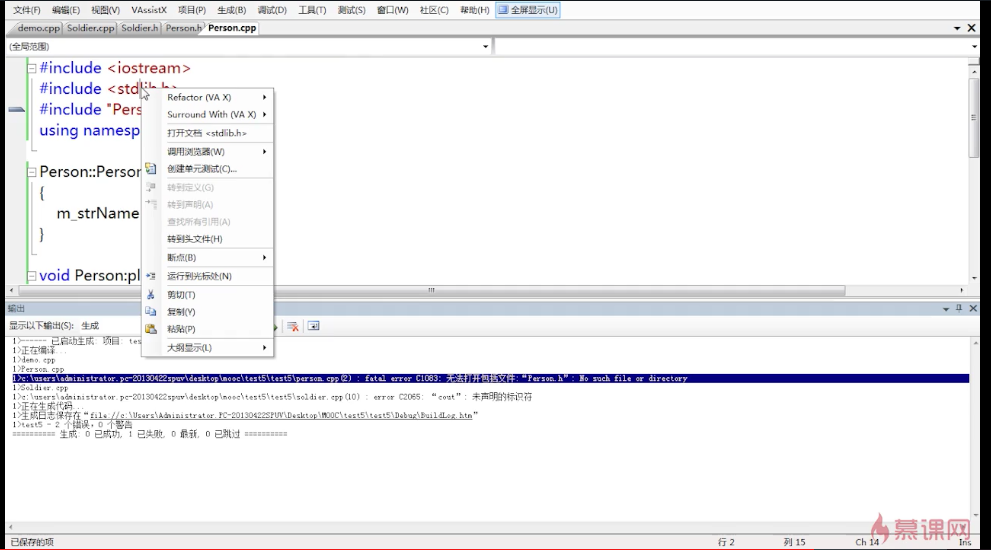 文件(F) 编辑(E) 视图(V) VAssistX 项目(P) 生成(B) 调试(D) 工具(T) 测试(S) 窗口(W) 社区(C) 帮助(H) 全屏显示(U)
demo.cpp Soldier.cpp Soldier.h Person.h Person.cpp
(全局范围)
#include <iostream>
#include <stdlib.h>
#include "Pers
using namesp
Person::Person
{
m_strName
}
void Person:pl
Refactor (VA X)
Surround With (VA X)
打开文档 <stdlib.h>
调用浏览器(W)
创建单元测试(C)...
转到定义(G)
转到声明(A)
查找所有引用(A)
转到头文件(H)
断点(B)
运行到光标处(N)
剪切(T)
复制(Y)
粘贴(P)
大纲显示(L)
输出
显示以下输出(S): 生成
1>------ 已启动生成: 项目: tes
1>正在编译...
1>demo.cpp
1>Person.cpp
1>c:\users\administrator.pc-20130422spuv\desktop\mooc\test5\test5\person.cpp(2) : fatal error C1083: 无法打开包括文件:“Person.h”: No such file or directory
1>Soldier.cpp
1>c:\users\administrator.pc-20130422spuv\desktop\mooc\test5\test5\soldier.cpp(10) : error C2065: “cout”: 未声明的标识符
1>正在生成代码...
1>生成日志保存在“file://c:\Users\Administrator.PC-20130422SPUV\Desktop\MOOC\test5\test5\Debug\BuildLog.htm”
1>test5 - 2 个错误，0 个警告
========== 生成: 0 已成功, 1 已失败, 0 最新, 0 已跳过 ==========
慕课网
已保存的项 行 2 列 15 Ch 14 Ins